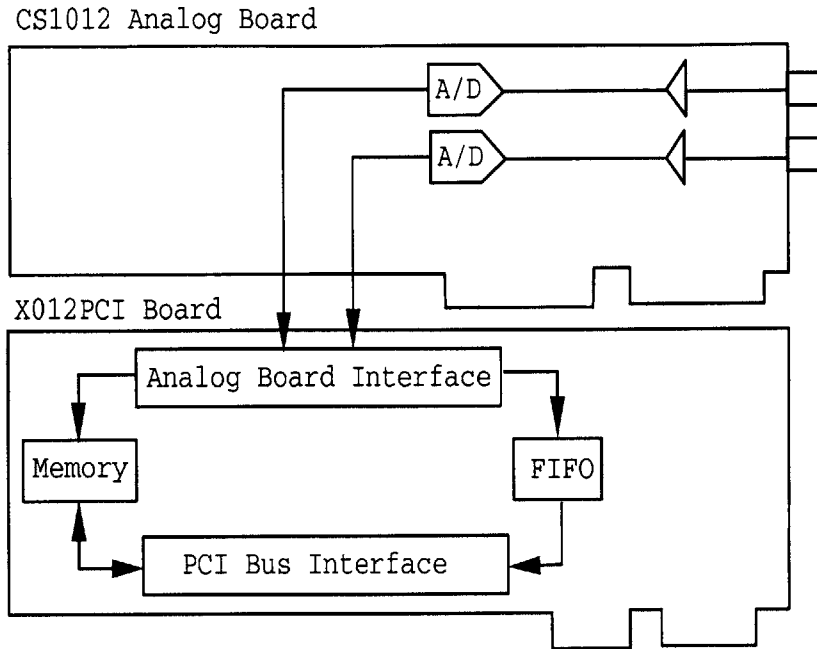 CS1012 Analog Board
A/D
A/D
X012PCI Board
Analog Board Interface
Memory
FIFO
PCI Bus Interface